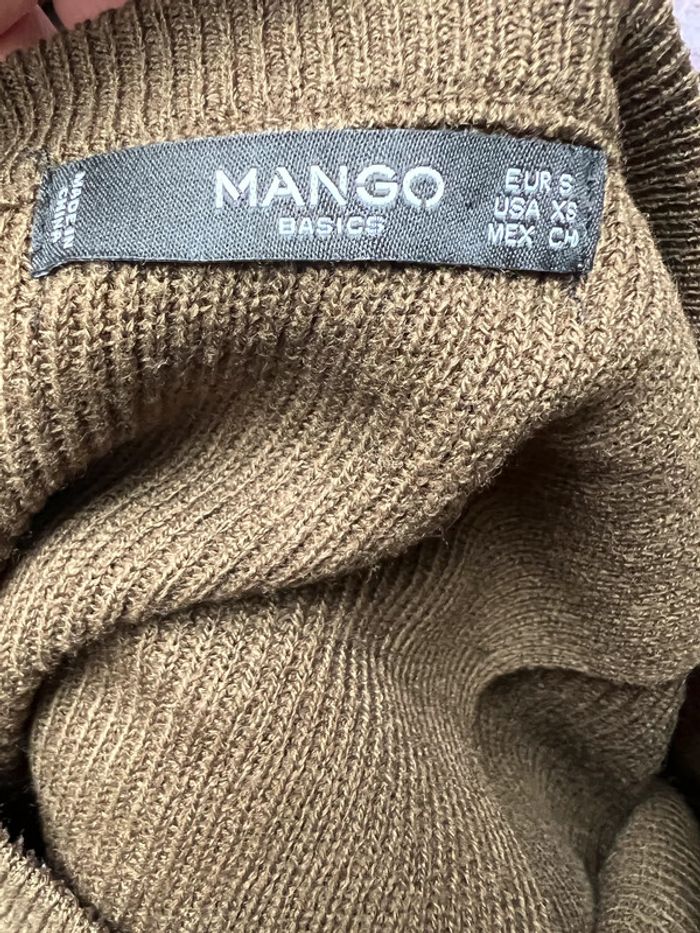 MADE IN
CHINA
MANGO
BASICS
EUR S
USA XS
MEX CH